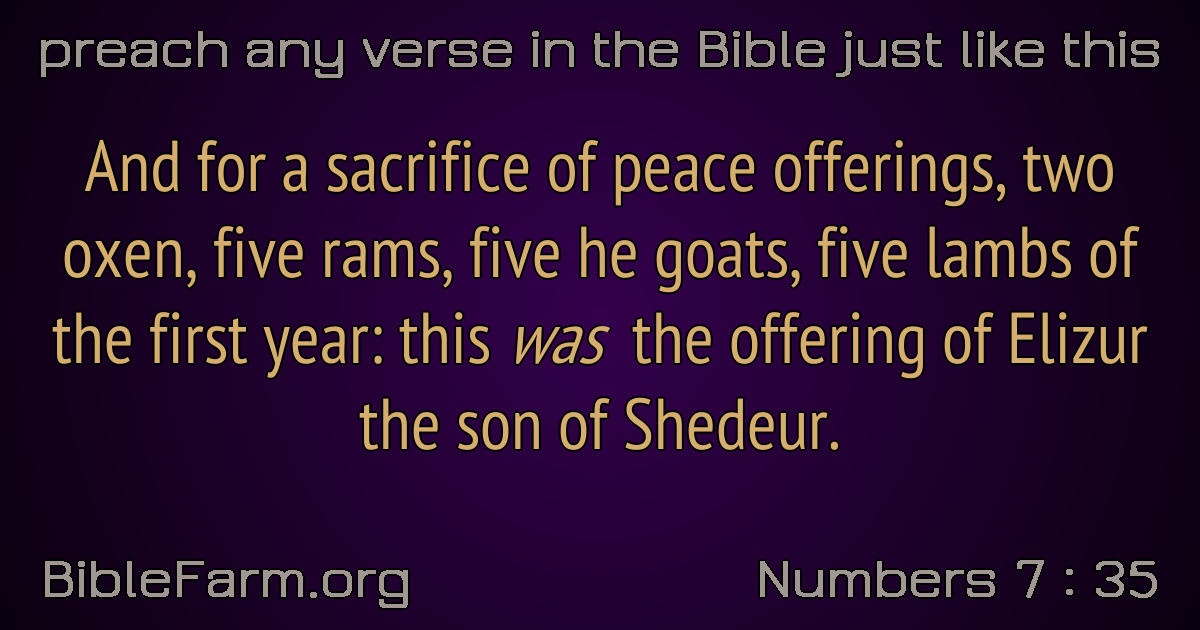 preach any verse in the Bible just like this
And for a sacrifice of peace offerings, two
oxen, five rams, five he goats, five lambs of
the first year: this was the offering of Elizur
the son of Shedeur.
BibleFarm.org
Numbers 7 : 35